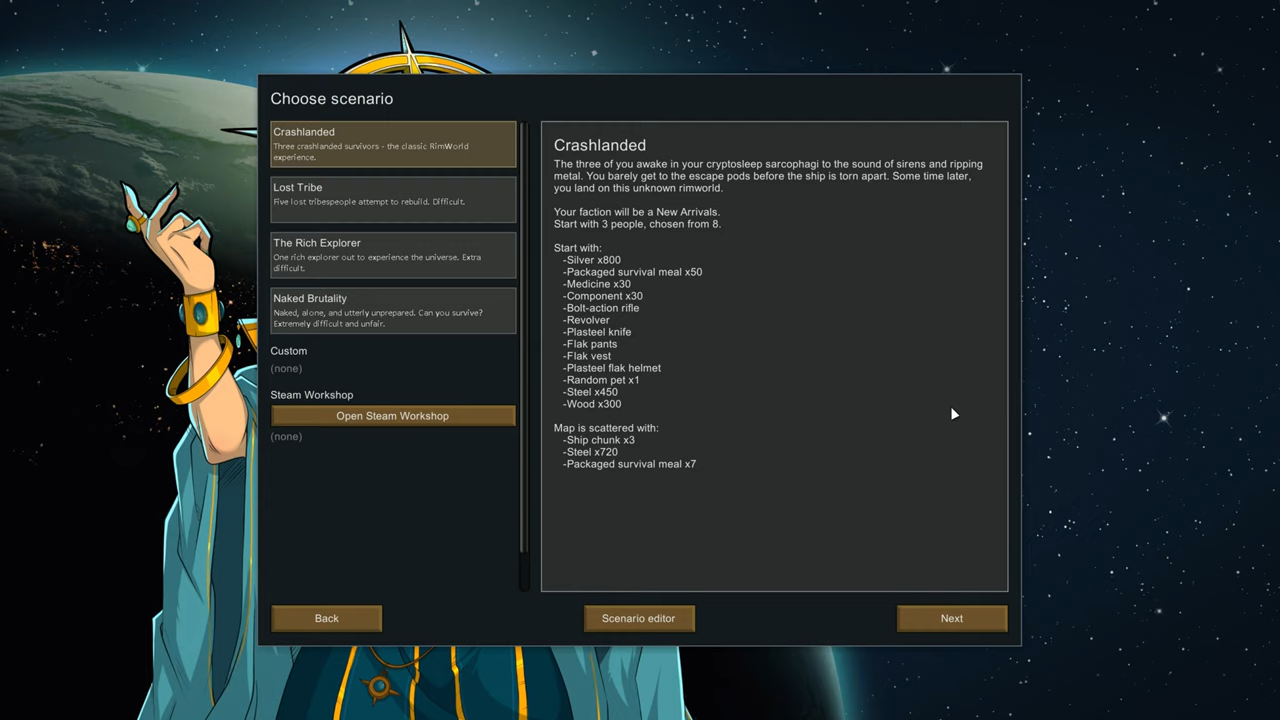 Choose scenario
Crashlanded
Three crashlanded survivors - the classic RimWorld
experience.
Lost Tribe
Five lost tribespeople attempt to rebuild. Difficult.
The Rich Explorer
One rich explorer out to experience the universe. Extra
difficult.
Naked Brutality
Naked, alone, and utterly unprepared. Can you survive?
Extremely difficult and unfair.
Custom
(none)
Steam Workshop
Open Steam Workshop
(none)
Crashlanded
The three of you awake in your cryptosleep sarcophagi to the sound of sirens and ripping
metal. You barely get to the escape pods before the ship is torn apart. Some time later,
you land on this unknown rimworld.
Your faction will be a New Arrivals.
Start with 3 people, chosen from 8.
Start with:
-Silver x800
-Packaged survival meal x50
-Medicine x30
-Component x30
-Bolt-action rifle
-Revolver
-Plasteel knife
-Flak pants
-Flak vest
-Plasteel flak helmet
-Random pet x1
-Steel x450
-Wood x300
Map is scattered with:
-Ship chunk x3
-Steel x720
-Packaged survival meal x7
Back
Scenario editor
Next